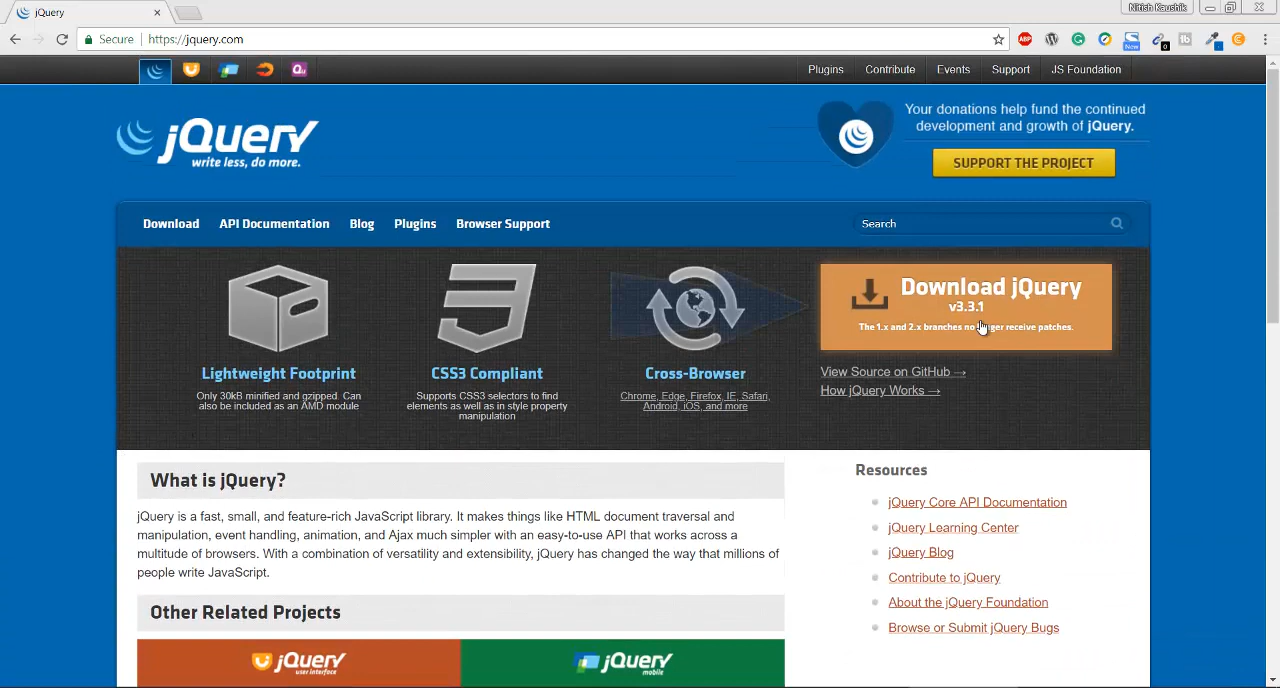 jQuery
Nitish Kaushik
Secure https://jquery.com
ABP
New
0
tb
Qu
Plugins Contribute Events Support JS Foundation
jQuery
write less, do more.
Your donations help fund the continued
development and growth of jQuery.
SUPPORT THE PROJECT
Download API Documentation Blog Plugins Browser Support
Search
Lightweight Footprint
Only 30kB minified and gzipped. Can
also be included as an AMD module
CSS3 Compliant
Supports CSS3 selectors to find
elements as well as in style property
manipulation
Cross-Browser
Chrome, Edge, Firefox, IE, Safari,
Android, iOS, and more
Download jQuery
v3.3.1
The 1.x and 2.x branches no longer receive patches.
View Source on GitHub →
How jQuery Works →
What is jQuery?
jQuery is a fast, small, and feature-rich JavaScript library. It makes things like HTML document traversal and
manipulation, event handling, animation, and Ajax much simpler with an easy-to-use API that works across a
multitude of browsers. With a combination of versatility and extensibility, jQuery has changed the way that millions of
people write JavaScript.
Other Related Projects
jQuery
user interface
jQuery
mobile
Resources
jQuery Core API Documentation
jQuery Learning Center
jQuery Blog
Contribute to jQuery
About the jQuery Foundation
Browse or Submit jQuery Bugs